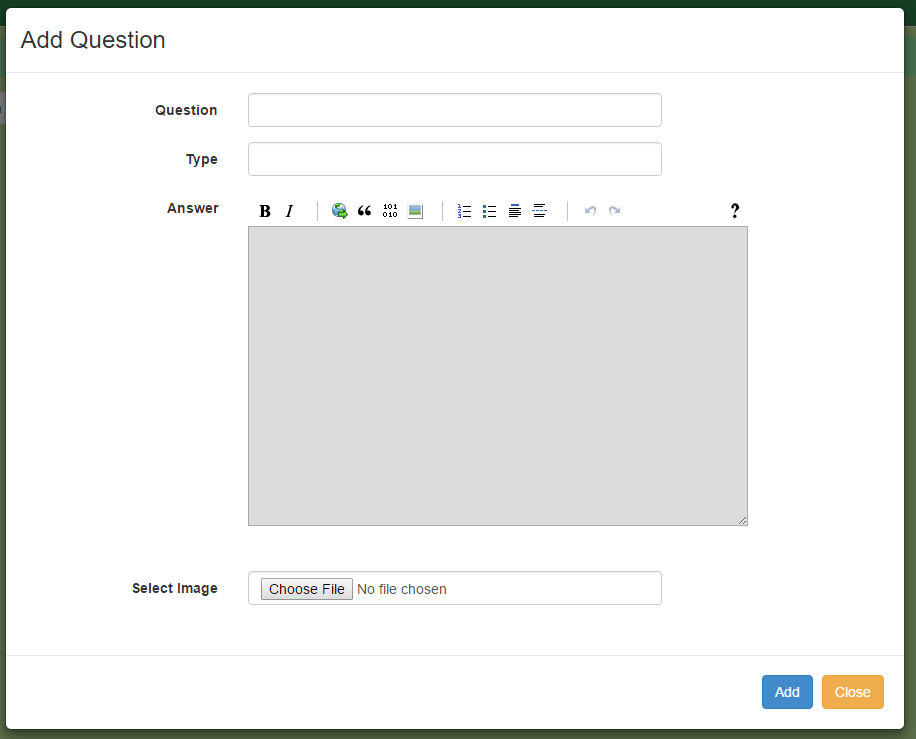 Add Question
Question
Type
Answer
B I “ 101 010 ?
Select Image
Choose File No file chosen
Add Close